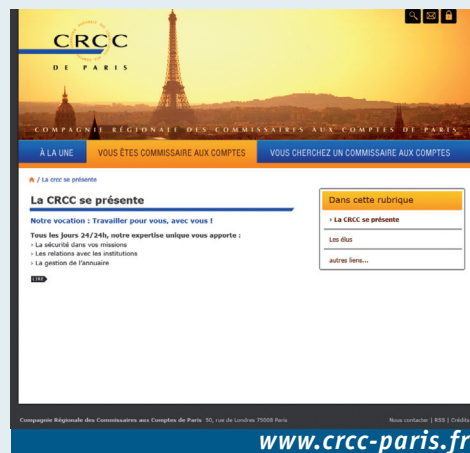 CRCC
DE PARIS
COMPAGNIE RÉGIONALE DES COMMISSAIRES AUX COMPTES DE PARIS
À LA UNE
VOUS ÊTES COMMISSAIRE AUX COMPTES
VOUS CHERCHEZ UN COMMISSAIRE AUX COMPTES
/ La crcc se présente
La CRCC se présente
Notre vocation : Travailler pour vous, avec vous !
Tous les jours 24/24h, notre expertise unique vous apporte :
› La sécurité dans vos missions
› Les relations avec les institutions
› La gestion de l'annuaire
LIRE
Dans cette rubrique
› La CRCC se présente
Les élus
autres liens...
Compagnie Régionale des Commissaires aux Comptes de Paris 50, rue de Londres 75008 Paris
Nous contacter | RSS | Crédits
www.crcc-paris.fr